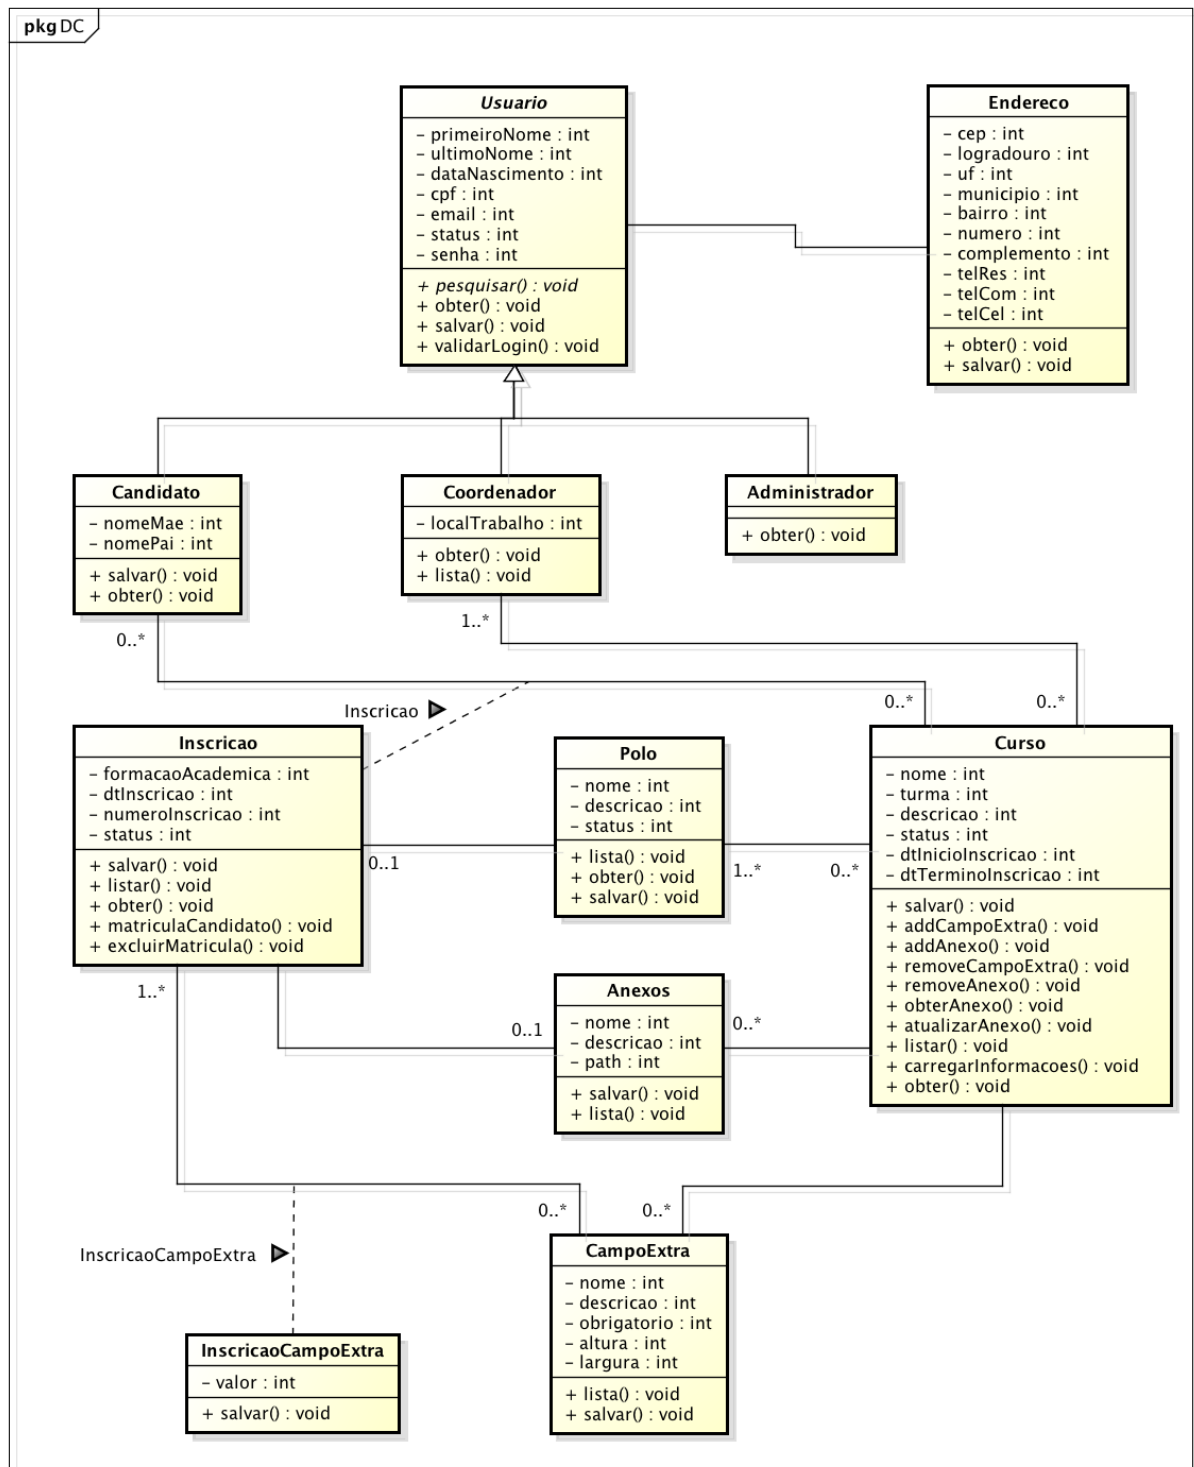 pkg DC
Usuario
– primeiroNome : int
– ultimoNome : int
– dataNascimento : int
– cpf : int
– email : int
– status : int
– senha : int
+ pesquisar() : void
+ obter() : void
+ salvar() : void
+ validarLogin() : void
Endereco
– cep : int
– logradouro : int
– uf : int
– municipio : int
– bairro : int
– numero : int
– complemento : int
– telRes : int
– telCom : int
– telCel : int
+ obter() : void
+ salvar() : void
Candidato
– nomeMae : int
– nomePai : int
+ salvar() : void
+ obter() : void
Coordenador
– localTrabalho : int
+ obter() : void
+ lista() : void
Administrador
+ obter() : void
0..*
1..*
0..*
0..*
Inscricao
Inscricao
– formacaoAcademica : int
– dtInscricao : int
– numeroInscricao : int
– status : int
+ salvar() : void
+ listar() : void
+ obter() : void
+ matriculaCandidato() : void
+ excluirMatricula() : void
0..1
Polo
– nome : int
– descricao : int
– status : int
+ lista() : void
+ obter() : void
+ salvar() : void
1..*
0..*
Curso
– nome : int
– turma : int
– descricao : int
– status : int
– dtInicioInscricao : int
– dtTerminoInscricao : int
+ salvar() : void
+ addCampoExtra() : void
+ addAnexo() : void
+ removeCampoExtra() : void
+ removeAnexo() : void
+ obterAnexo() : void
+ atualizarAnexo() : void
+ listar() : void
+ carregarInformacoes() : void
+ obter() : void
1..*
0..1
Anexos
– nome : int
– descricao : int
– path : int
+ salvar() : void
+ lista() : void
0..*
0..*
0..*
InscricaoCampoExtra
CampoExtra
– nome : int
– descricao : int
– obrigatorio : int
– altura : int
– largura : int
+ lista() : void
+ salvar() : void
InscricaoCampoExtra
– valor : int
+ salvar() : void